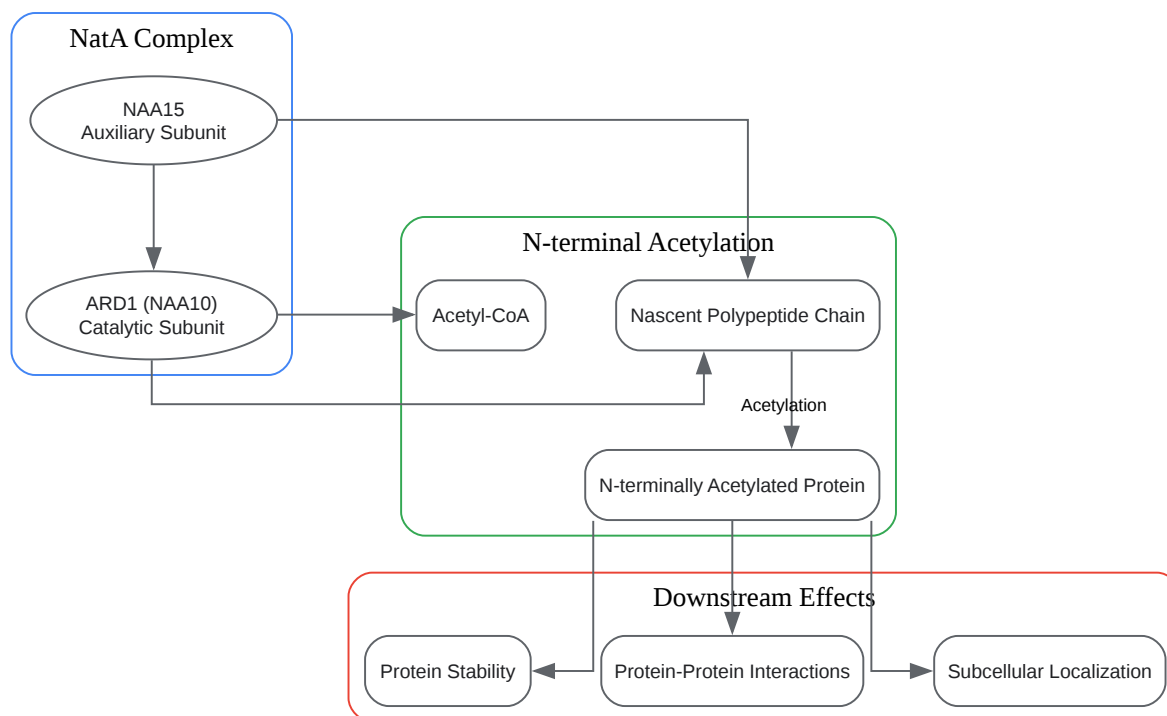 NatA Complex
NAA15
Auxiliary Subunit
N-terminal Acetylation
ARD1 (NAA10)
Catalytic Subunit
Acetyl-CoA
Nascent Polypeptide Chain
Acetylation
N-terminally Acetylated Protein
Downstream Effects
Protein Stability
Protein-Protein Interactions
Subcellular Localization